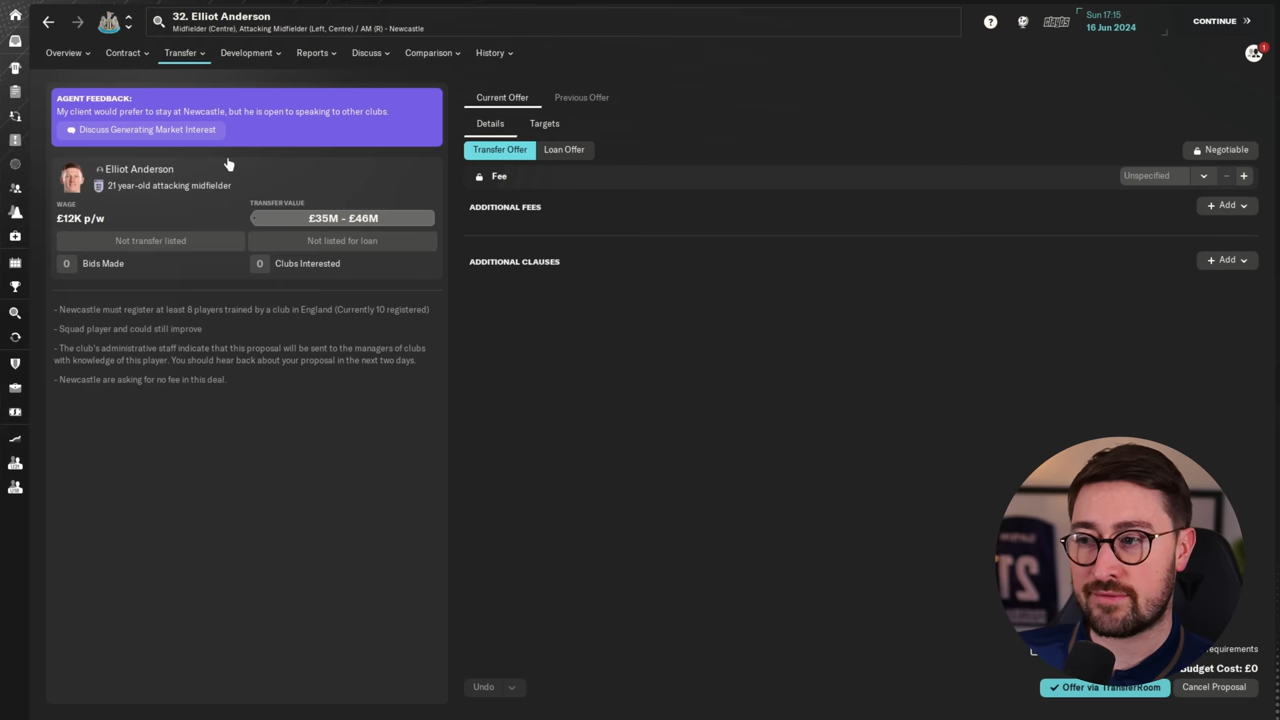 32. Elliot Anderson
Midfielder (Centre), Attacking Midfielder (Left, Centre) / AM (R) - Newcastle
Sun 17:15
16 Jun 2024
CONTINUE
Overview
Contract
Transfer
Development
Reports
Discuss
Comparison
History
1
AGENT FEEDBACK:
My client would prefer to stay at Newcastle, but he is open to speaking to other clubs.
Discuss Generating Market Interest
Elliot Anderson
21 year-old attacking midfielder
WAGE
£12K p/w
TRANSFER VALUE
£35M - £46M
Not transfer listed
Not listed for loan
0 Bids Made
0 Clubs Interested
- Newcastle must register at least 8 players trained by a club in England (Currently 10 registered)
- Squad player and could still improve
- The club's administrative staff indicate that this proposal will be sent to the managers of clubs
with knowledge of this player. You should hear back about your proposal in the next two days.
- Newcastle are asking for no fee in this deal.
Current Offer
Previous Offer
Details
Targets
Transfer Offer
Loan Offer
Negotiable
Fee
Unspecified
ADDITIONAL FEES
Add
ADDITIONAL CLAUSES
Add
Undo
requirements
Budget Cost: £0
Offer via TransferRoom
Cancel Proposal